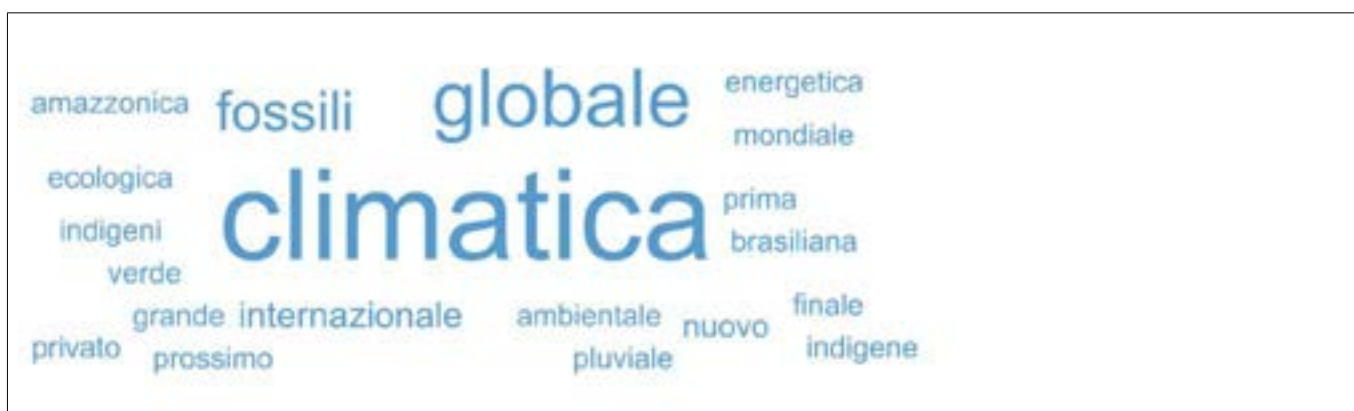 amazzonica fossili globale energetica
mondiale
ecologica climatica prima
indigeni brasiliana
verde
grande internazionale ambientale nuovo finale
privato prossimo pluviale indigene